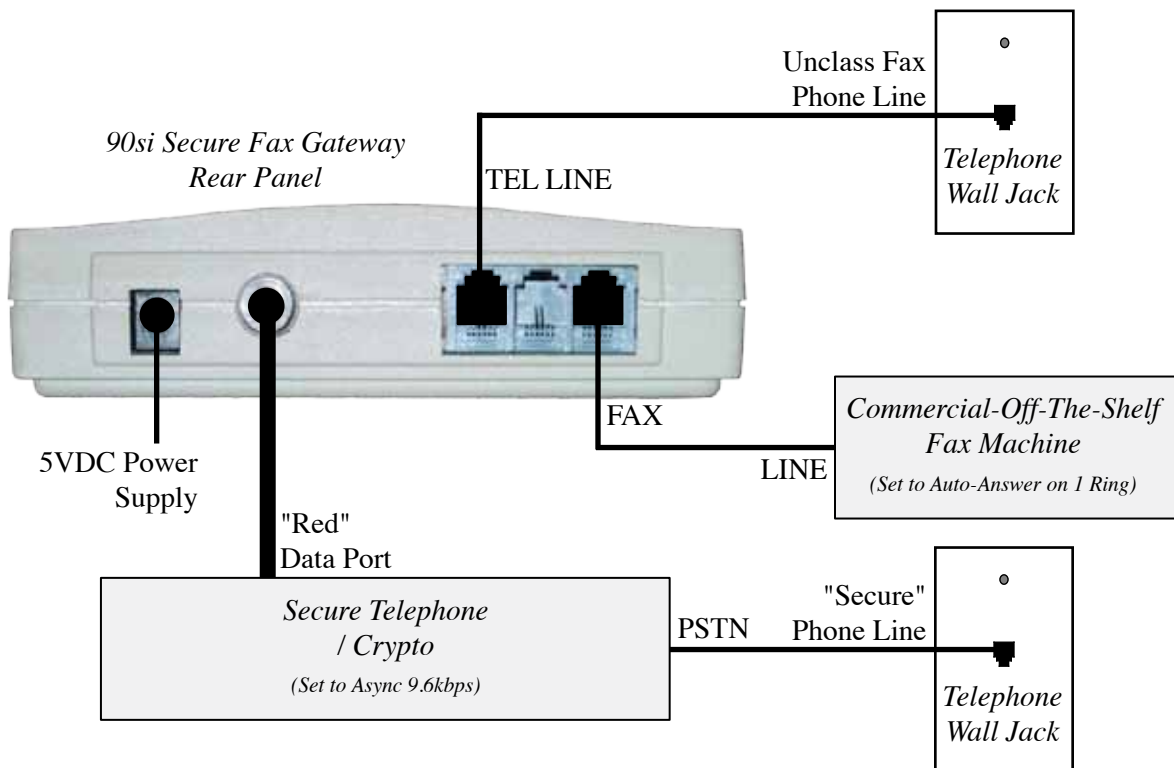 Unclass Fax
Phone Line
Telephone
Wall Jack
90si Secure Fax Gateway
Rear Panel
TEL LINE
5VDC Power
Supply
"Red"
Data Port
FAX
LINE
Commercial-Off-The-Shelf
Fax Machine
(Set to Auto-Answer on 1 Ring)
Secure Telephone
/ Crypto
(Set to Async 9.6kbps)
PSTN
"Secure"
Phone Line
Telephone
Wall Jack